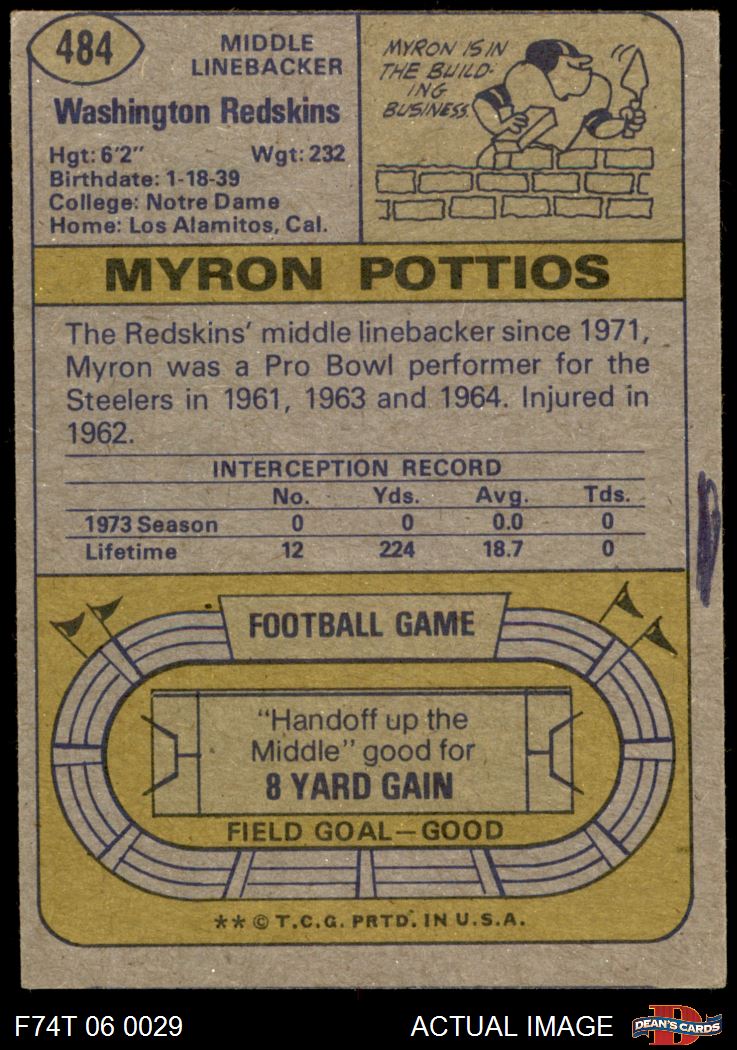 484
MIDDLE
LINEBACKER
Washington Redskins
Hgt: 6'2" Wgt: 232
Birthdate: 1-18-39
College: Notre Dame
Home: Los Alamitos, Cal.
MYRON IS IN
THE BUILD-
ING
BUSINESS.
MYRON POTTIOS
The Redskins' middle linebacker since 1971,
Myron was a Pro Bowl performer for the
Steelers in 1961, 1963 and 1964. Injured in
1962.
INTERCEPTION RECORD
No. Yds. Avg. Tds.
1973 Season 0 0 0.0 0
Lifetime 12 224 18.7 0
FOOTBALL GAME
"Handoff up the
Middle" good for
8 YARD GAIN
FIELD GOAL—GOOD
** © T.C.G. PRTD. IN U.S.A.
F74T 06 0029 ACTUAL IMAGE
DEAN'S CARDS